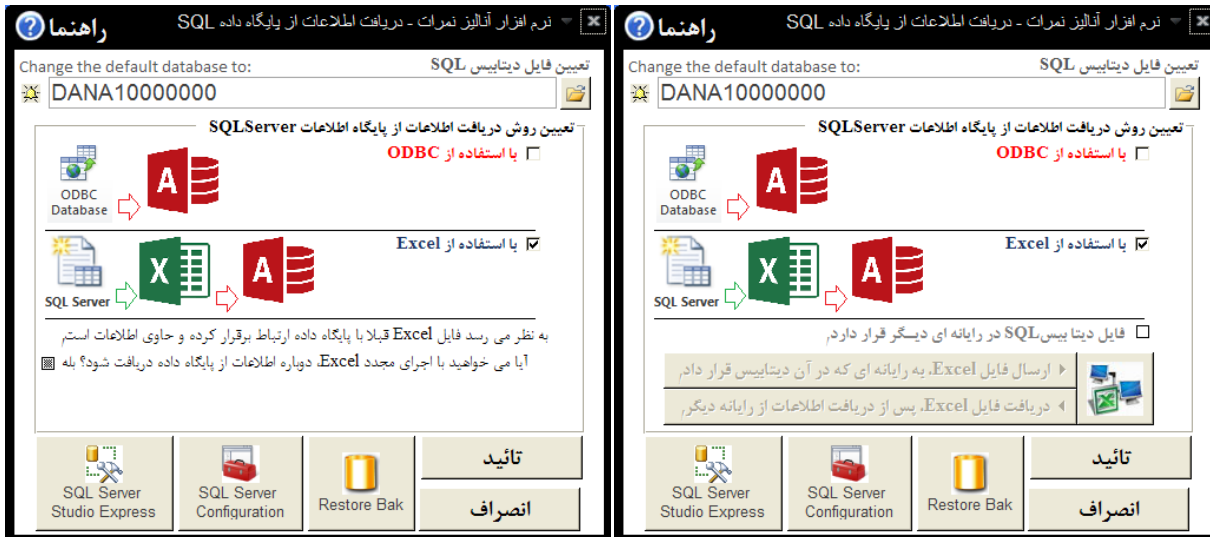 نرم افزار آنالیز نمرات - دریافت اطلاعات از پایگاه داده SQL
راهنما
Change the default database to:
تعیین فایل دیتابیس SQL
DANA10000000
تعیین روش دریافت اطلاعات از پایگاه اطلاعات SQLServer
با استفاده از ODBC
ODBC
Database
با استفاده از Excel
SQL Server
به نظر می رسد فایل Excel قبلا با پایگاه داده ارتباط برقرار کرده و حاوی اطلاعات است,
آیا می خواهید با اجرای مجدد Excel، دوباره اطلاعات از پایگاه داده دریافت شود؟ بله
تائید
انصراف
SQL Server
Studio Express
SQL Server
Configuration
Restore Bak
نرم افزار آنالیز نمرات - دریافت اطلاعات از پایگاه داده SQL
راهنما
Change the default database to:
تعیین فایل دیتابیس SQL
DANA10000000
تعیین روش دریافت اطلاعات از پایگاه اطلاعات SQLServer
با استفاده از ODBC
ODBC
Database
با استفاده از Excel
SQL Server
فایل دیتا بیسSQL در رایانه ای دیگر قرار دارد,
ارسال فایل Excel، به رایانه ای که در آن دیتابیس قرار داد,
دریافت فایل Excel، پس از دریافت اطلاعات از رایانه دیگر,
تائید
انصراف
SQL Server
Studio Express
SQL Server
Configuration
Restore Bak